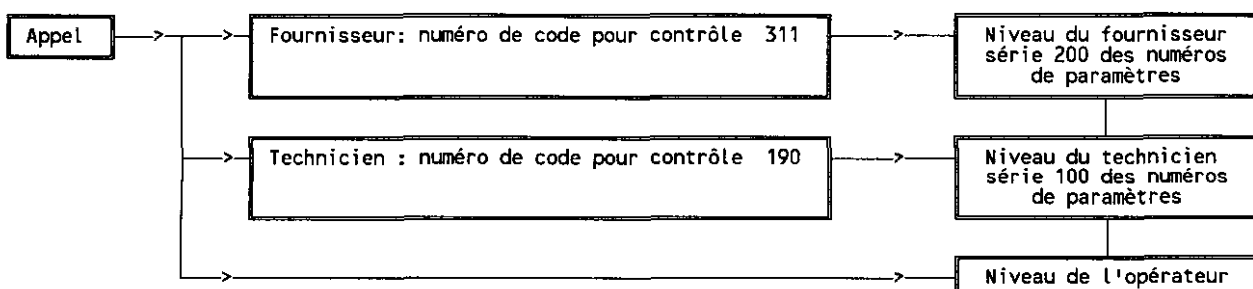 Appel
Fournisseur: numéro de code pour contrôle 311
Niveau du fournisseur
série 200 des numéros
de paramètres
Technicien : numéro de code pour contrôle 190
Niveau du technicien
série 100 des numéros
de paramètres
Niveau de l'opérateur